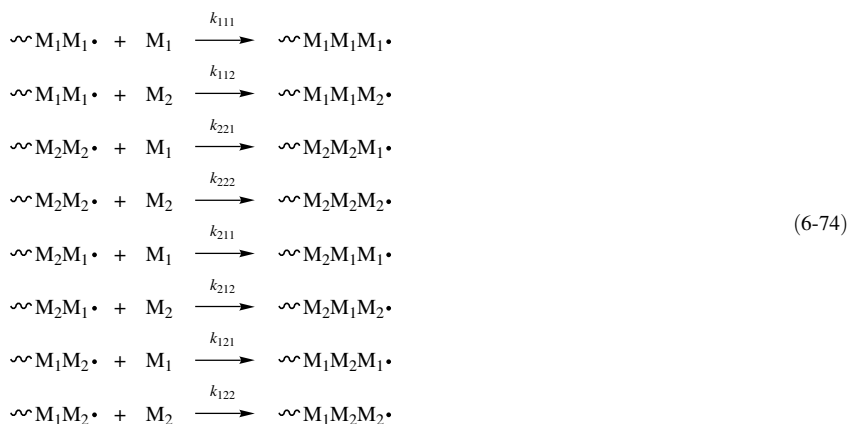 k₁₁₁
~M₁M₁• + M₁ ⟶ ~M₁M₁M₁•
k₁₁₂
~M₁M₁• + M₂ ⟶ ~M₁M₁M₂•
k₂₂₁
~M₂M₂• + M₁ ⟶ ~M₂M₂M₁•
k₂₂₂
~M₂M₂• + M₂ ⟶ ~M₂M₂M₂•
(6-74)
k₂₁₁
~M₂M₁• + M₁ ⟶ ~M₂M₁M₁•
k₂₁₂
~M₂M₁• + M₂ ⟶ ~M₂M₁M₂•
k₁₂₁
~M₁M₂• + M₁ ⟶ ~M₁M₂M₁•
k₁₂₂
~M₁M₂• + M₂ ⟶ ~M₁M₂M₂•